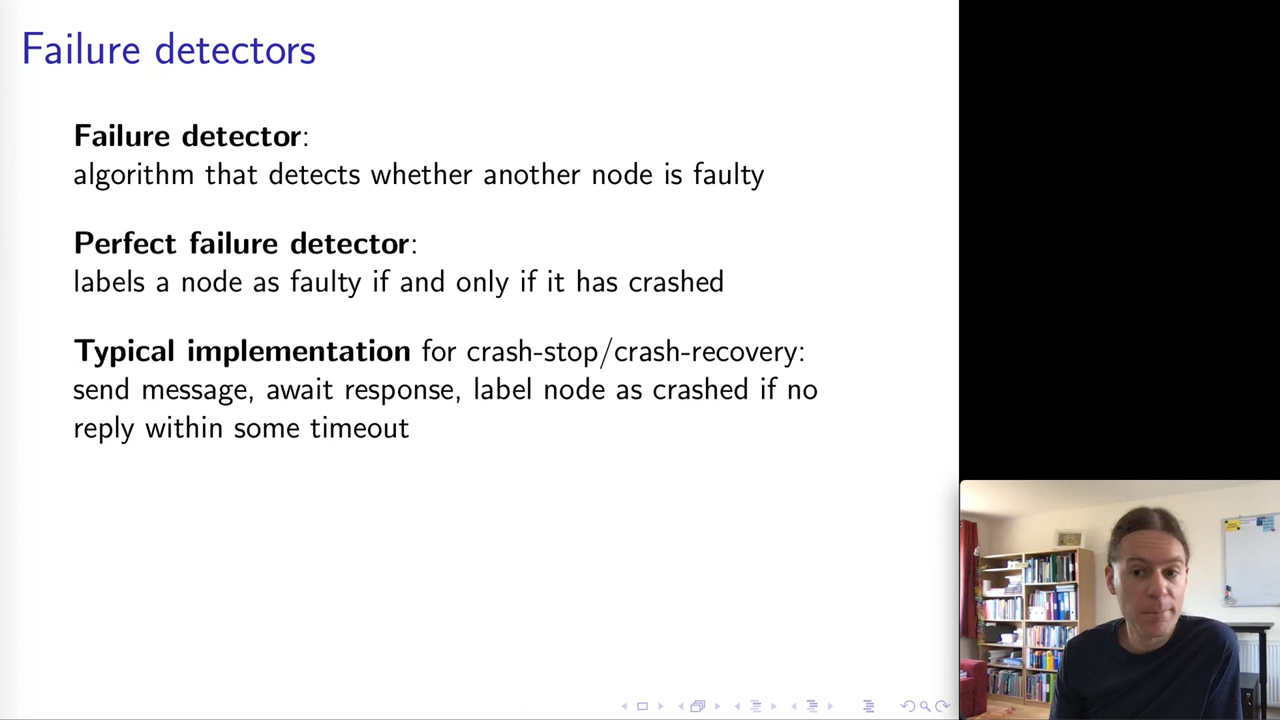 Failure detectors
Failure detector:
algorithm that detects whether another node is faulty
Perfect failure detector:
labels a node as faulty if and only if it has crashed
Typical implementation for crash-stop/crash-recovery:
send message, await response, label node as crashed if no
reply within some timeout